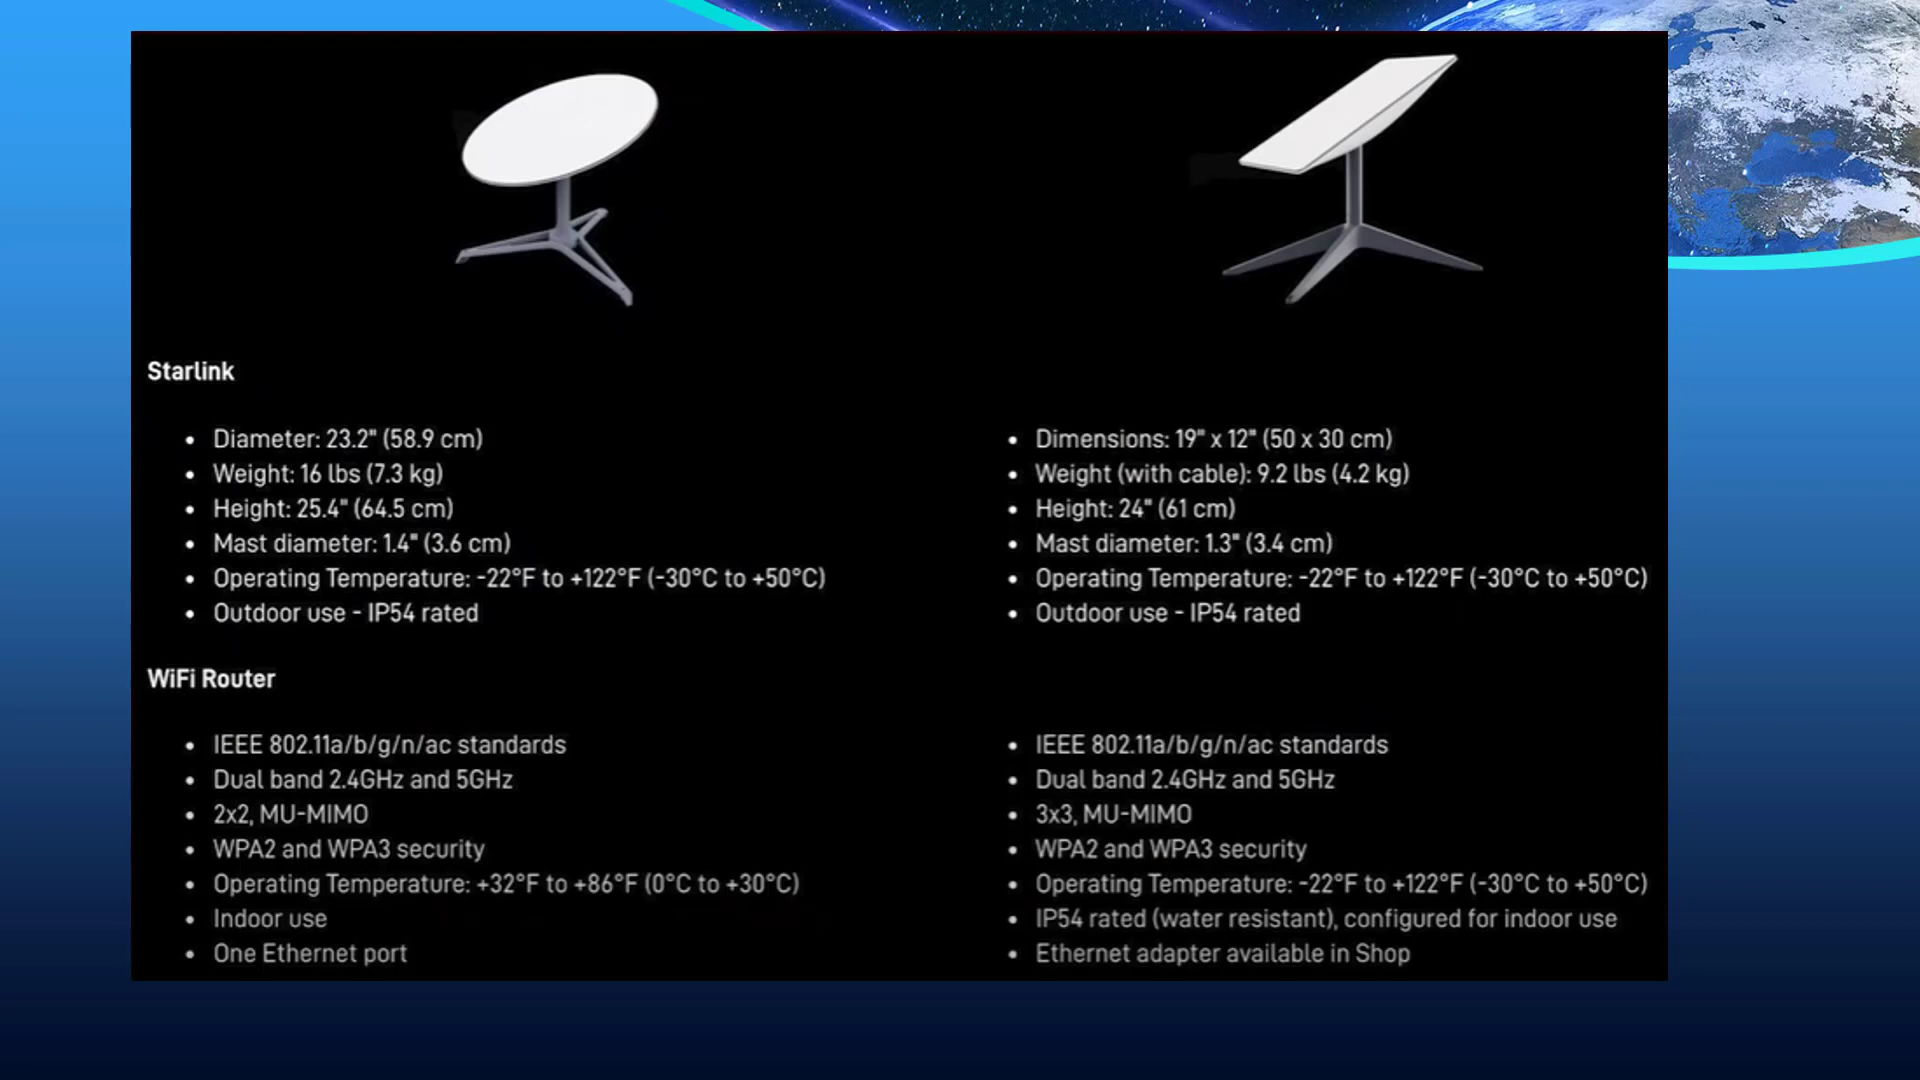 Starlink
• Diameter: 23.2" (58.9 cm)
• Weight: 16 lbs (7.3 kg)
• Height: 25.4" (64.5 cm)
• Mast diameter: 1.4" (3.6 cm)
• Operating Temperature: -22°F to +122°F (-30°C to +50°C)
• Outdoor use - IP54 rated
• Dimensions: 19" x 12" (50 x 30 cm)
• Weight (with cable): 9.2 lbs (4.2 kg)
• Height: 24" (61 cm)
• Mast diameter: 1.3" (3.4 cm)
• Operating Temperature: -22°F to +122°F (-30°C to +50°C)
• Outdoor use - IP54 rated
WiFi Router
• IEEE 802.11a/b/g/n/ac standards
• Dual band 2.4GHz and 5GHz
• 2x2, MU-MIMO
• WPA2 and WPA3 security
• Operating Temperature: +32°F to +86°F (0°C to +30°C)
• Indoor use
• One Ethernet port
• IEEE 802.11a/b/g/n/ac standards
• Dual band 2.4GHz and 5GHz
• 3x3, MU-MIMO
• WPA2 and WPA3 security
• Operating Temperature: -22°F to +122°F (-30°C to +50°C)
• IP54 rated (water resistant), configured for indoor use
• Ethernet adapter available in Shop